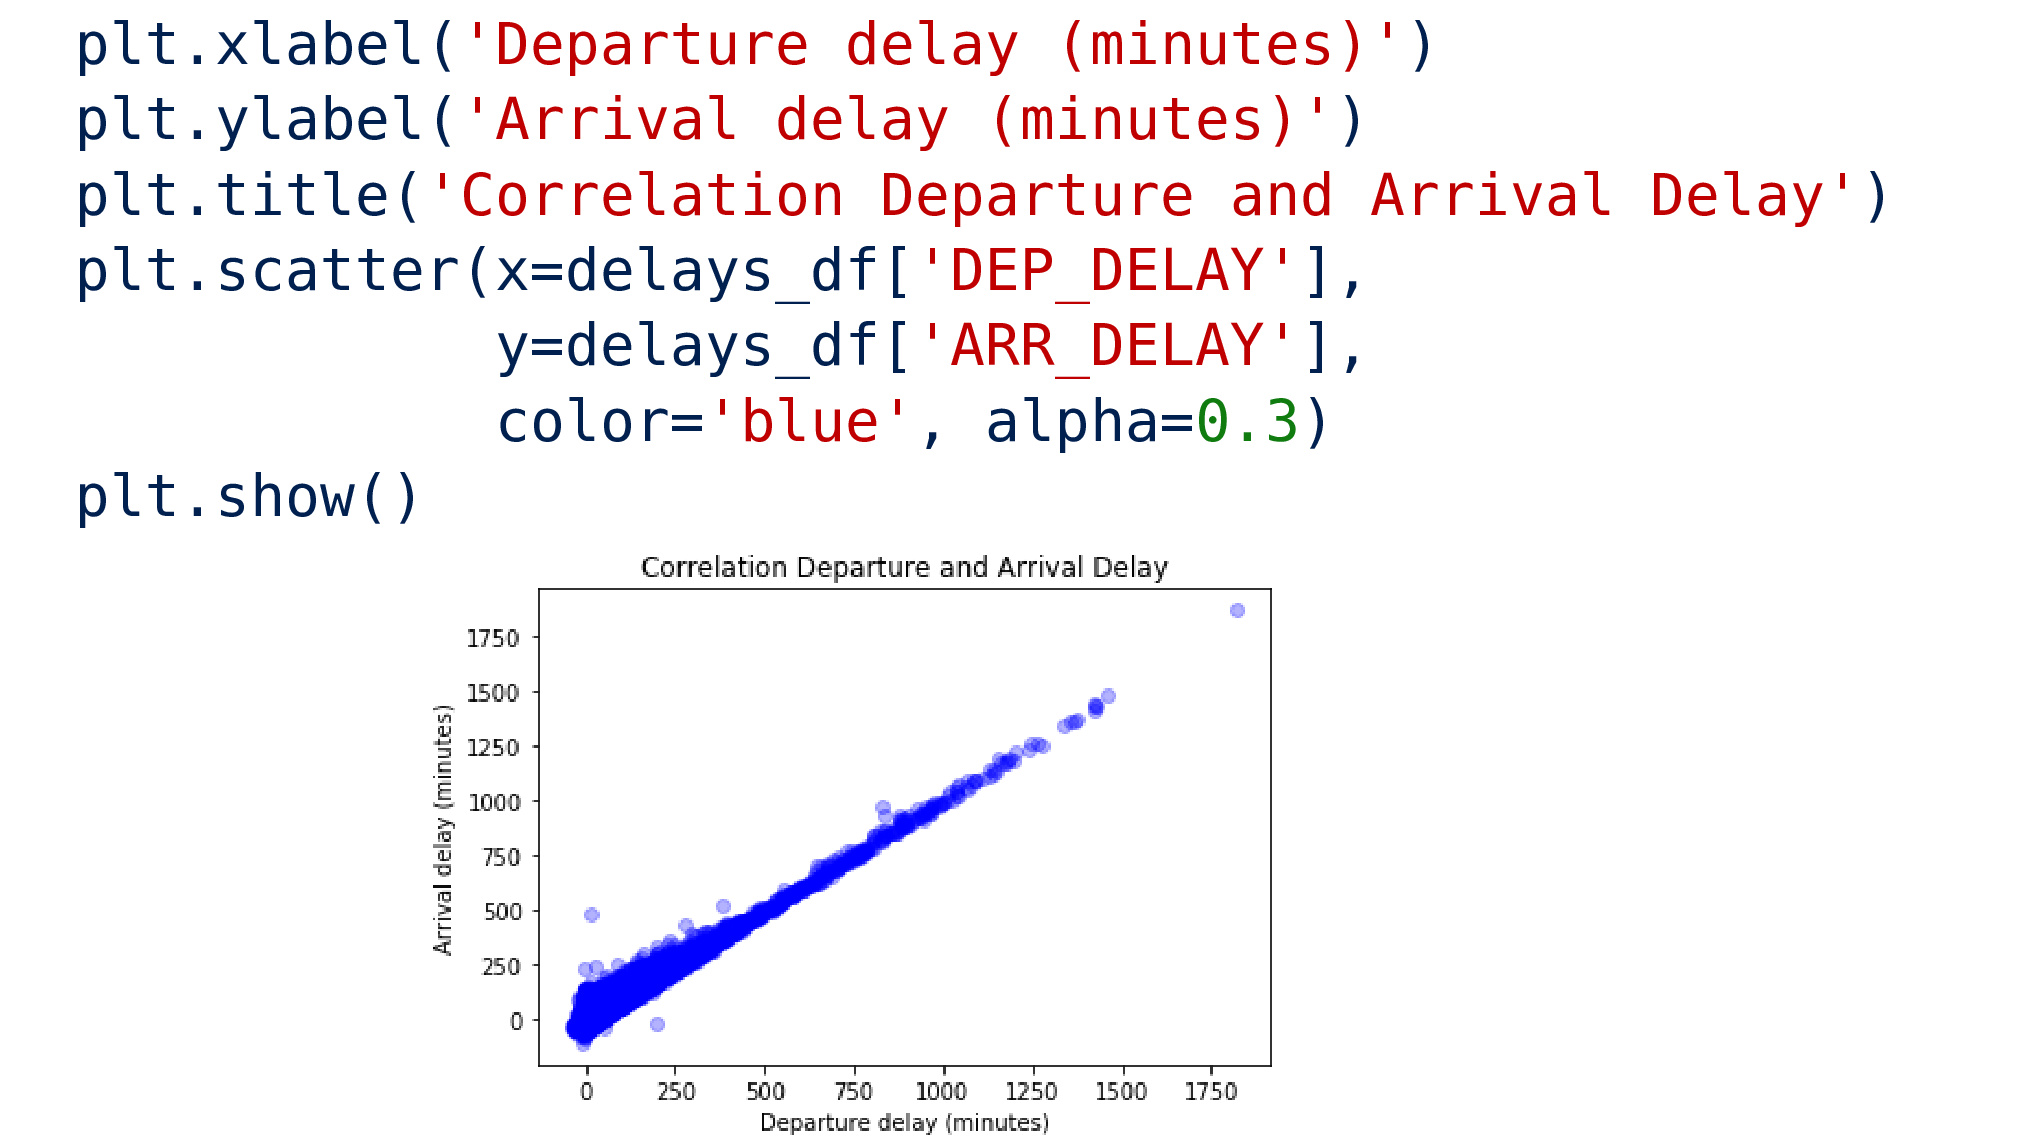 plt.xlabel('Departure delay (minutes)')
plt.ylabel('Arrival delay (minutes)')
plt.title('Correlation Departure and Arrival Delay')
plt.scatter(x=delays_df['DEP_DELAY'],
            y=delays_df['ARR_DELAY'],
            color='blue', alpha=0.3)
plt.show()
Correlation Departure and Arrival Delay
Arrival delay (minutes)
1750
1500
1250
1000
750
500
250
0
0 250 500 750 1000 1250 1500 1750
Departure delay (minutes)